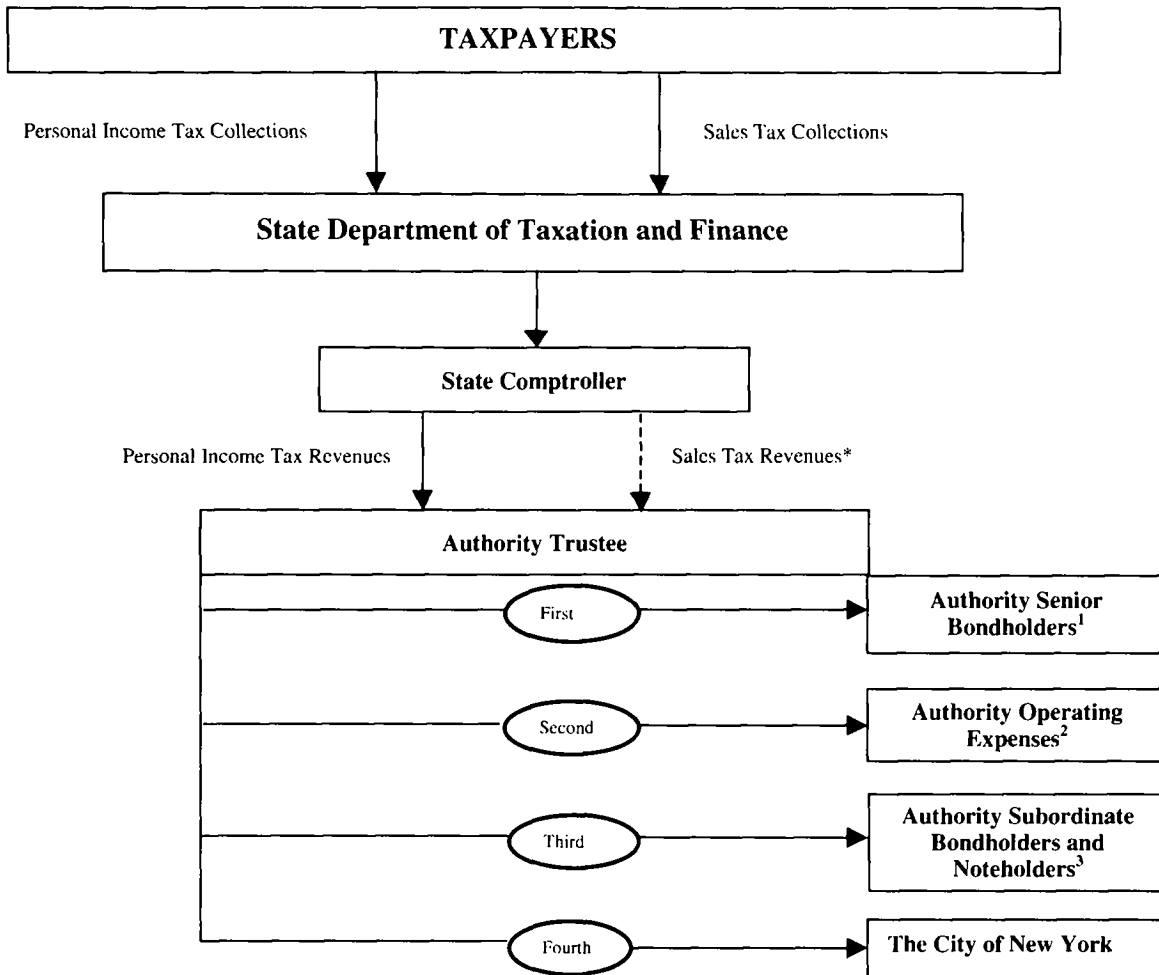 TAXPAYERS
Personal Income Tax Collections
Sales Tax Collections
State Department of Taxation and Finance
State Comptroller
Personal Income Tax Revenues
Sales Tax Revenues*
Authority Trustee
First
Authority Senior
Bondholders¹
Second
Authority Operating
Expenses²
Third
Authority Subordinate
Bondholders and
Noteholders³
Fourth
The City of New York